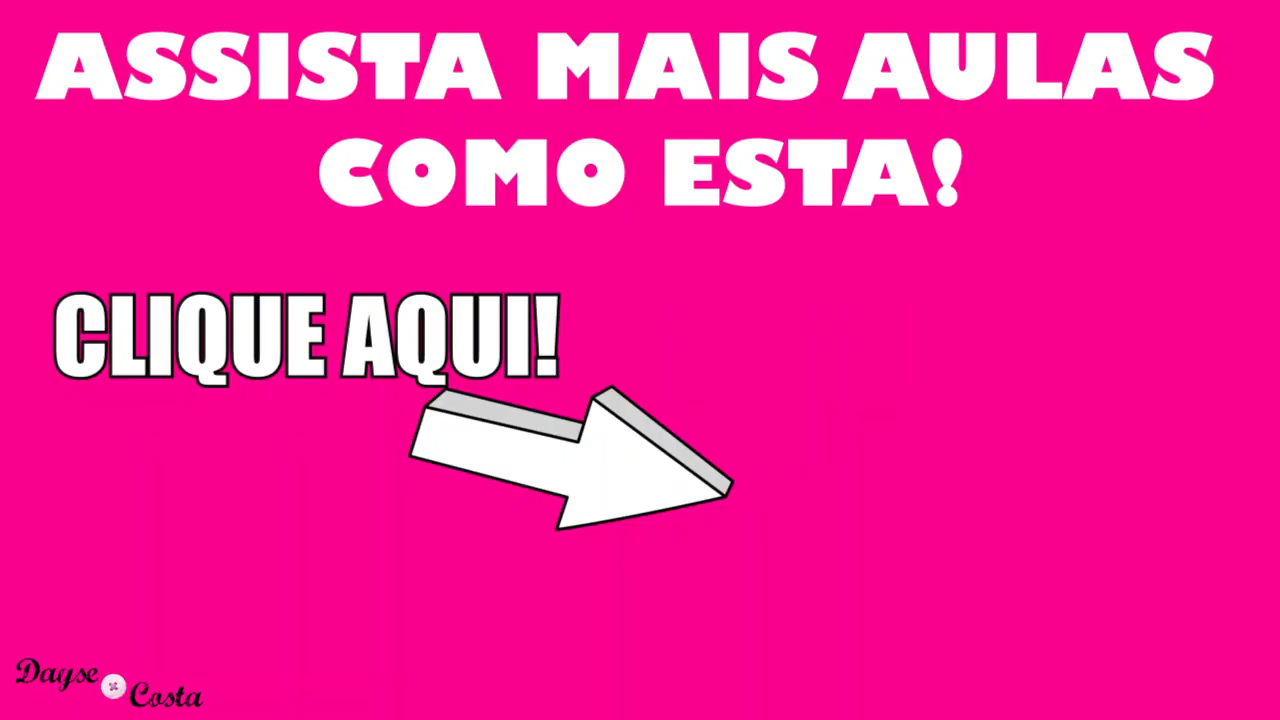 ASSISTA MAIS AULAS
COMO ESTA!
CLIQUE AQUI!
Dayse
Costa